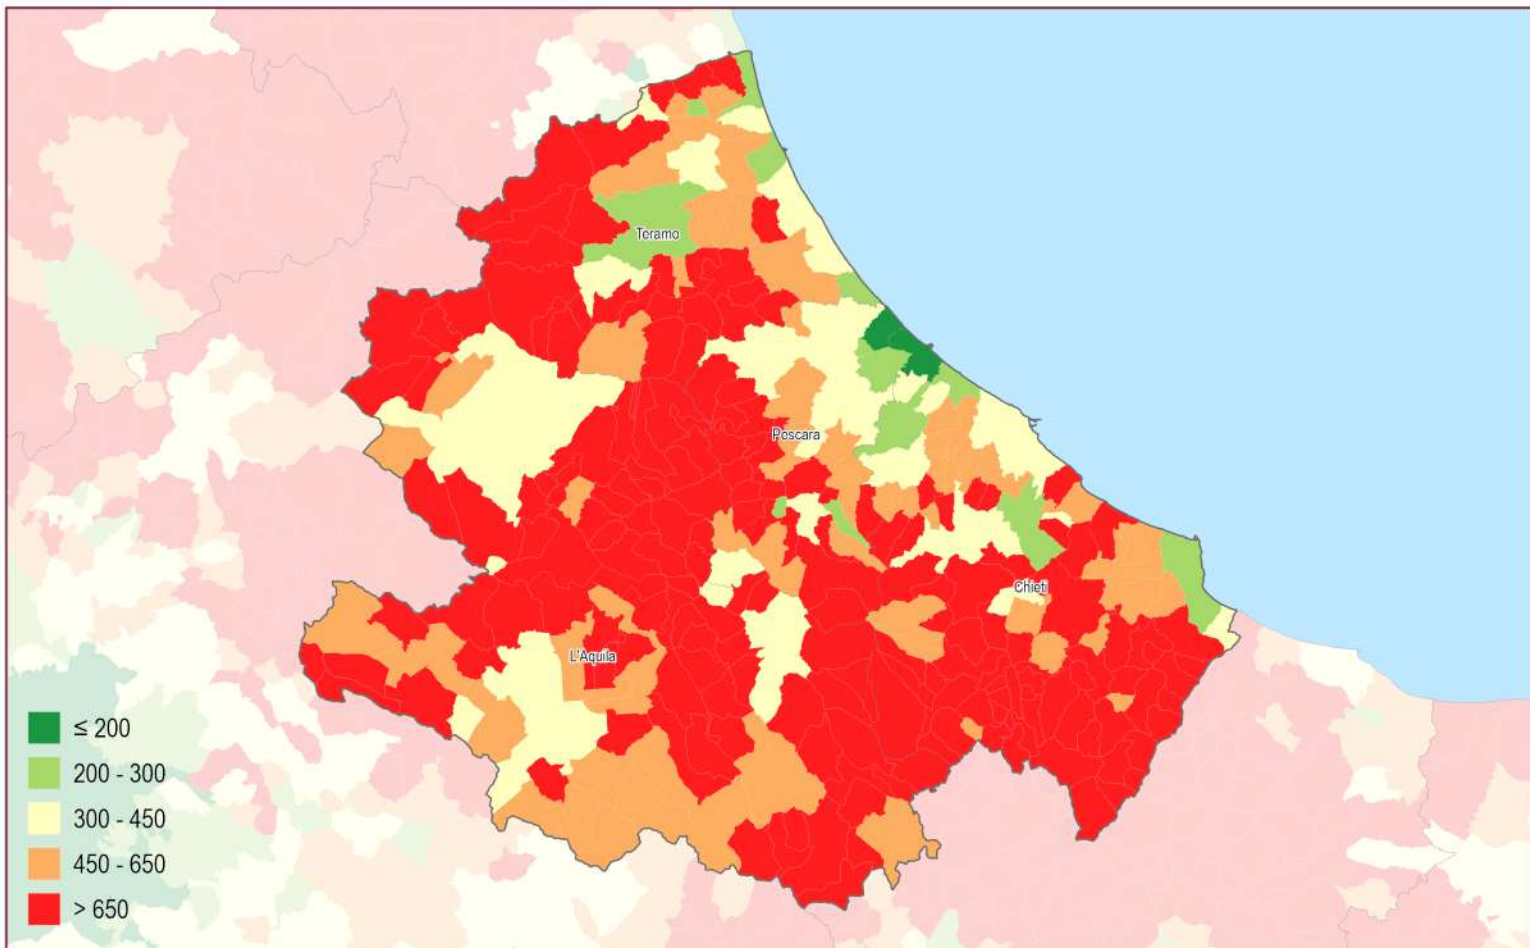 Teramo
Pescara
Chieti
L'Aquila
≤ 200
200 - 300
300 - 450
450 - 650
> 650